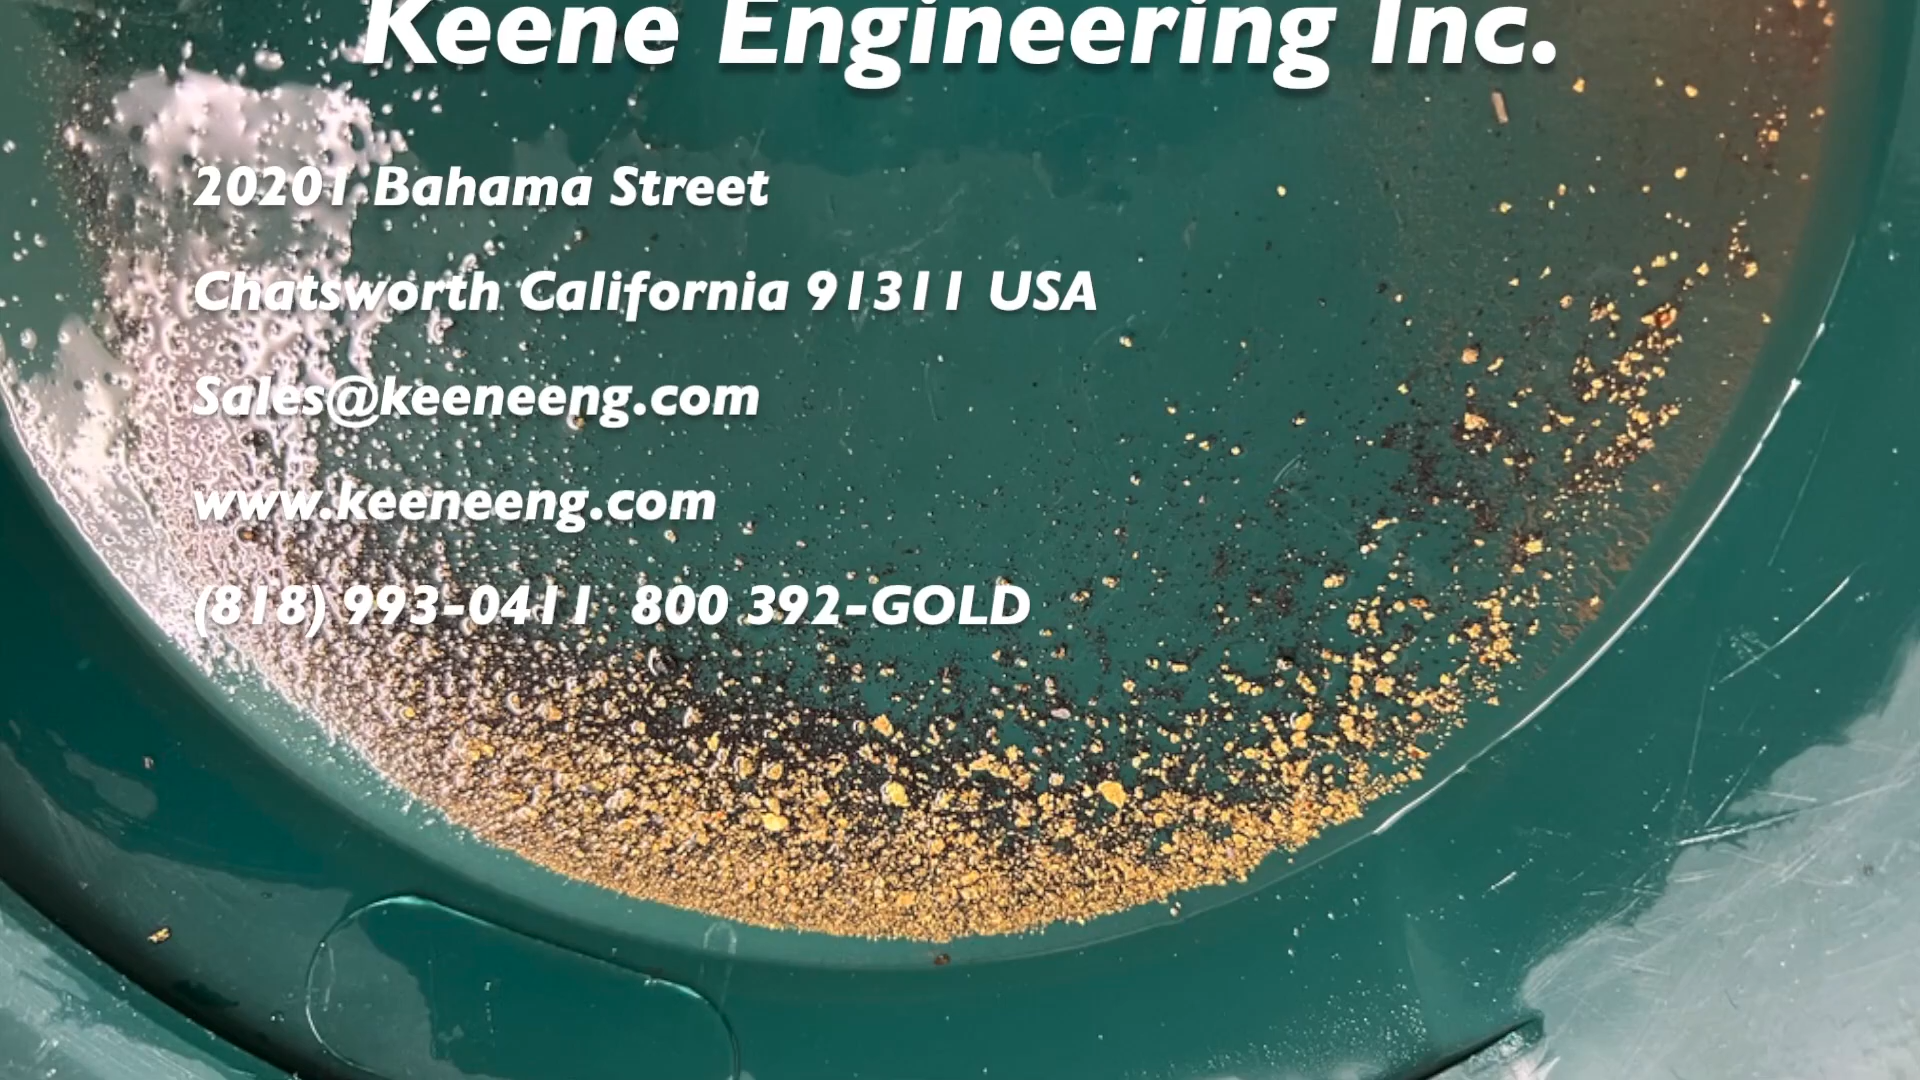 Keene Engineering Inc.
20201 Bahama Street
Chatsworth California 91311 USA
Sales@keeneeng.com
www.keeneeng.com
(818) 993-0411 800 392-GOLD